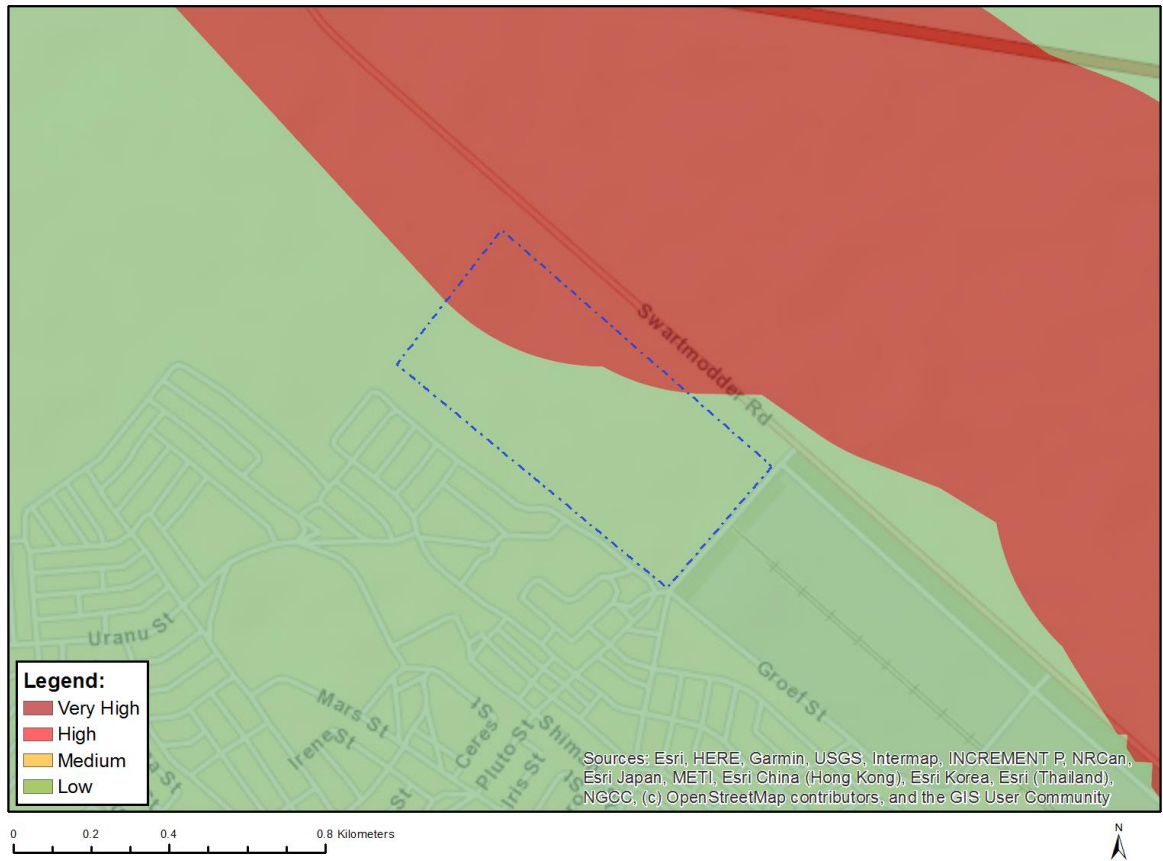 Swartmodder Rd
Uranu St
Mars St
Irene St
Groef St
Shim
Ceres
Pluto St
Iris St
St
Legend:
Very High
High
Medium
Low
Sources: Esri, HERE, Garmin, USGS, Intermap, INCREMENT P, NRCan,
Esri Japan, METI, Esri China (Hong Kong), Esri Korea, Esri (Thailand),
NGCC, (c) OpenStreetMap contributors, and the GIS User Community
0 0.2 0.4 0.8 Kilometers
N